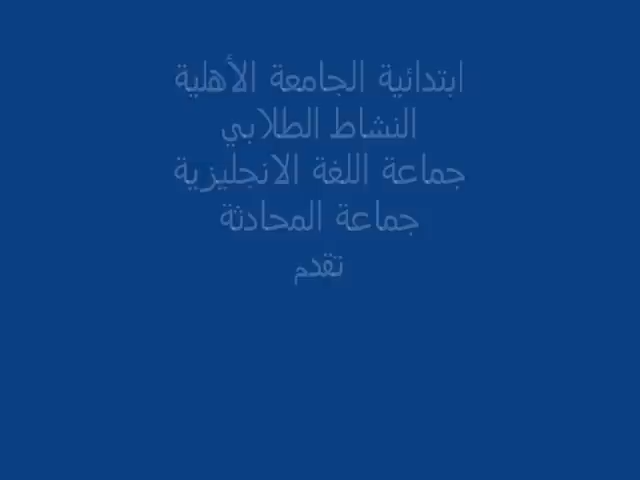 ابتدائية الجامعة الأهلية
النشاط الطلابي
جماعة اللغة الانجليزية
جماعة المحادثة
تقدم